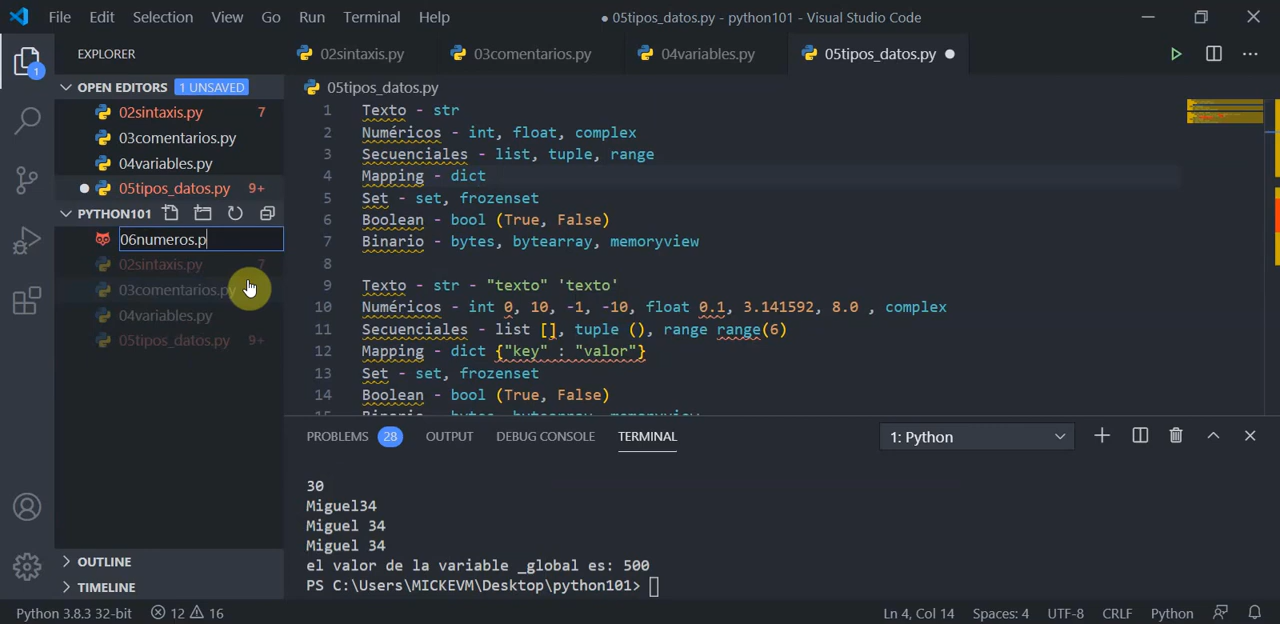 File Edit Selection View Go Run Terminal Help
● 05tipos_datos.py - python101 - Visual Studio Code
EXPLORER
02sintaxis.py 03comentarios.py 04variables.py 05tipos_datos.py
1
OPEN EDITORS 1 UNSAVED
02sintaxis.py 7
03comentarios.py
04variables.py
05tipos_datos.py 9+
PYTHON101
06numeros.p
02sintaxis.py 7
03comentarios.py
04variables.py
05tipos_datos.py 9+
OUTLINE
TIMELINE
05tipos_datos.py
1 Texto - str
2 Numéricos - int, float, complex
3 Secuenciales - list, tuple, range
4 Mapping - dict
5 Set - set, frozenset
6 Boolean - bool (True, False)
7 Binario - bytes, bytearray, memoryview
8
9 Texto - str - "texto" 'texto'
10 Numéricos - int 0, 10, -1, -10, float 0.1, 3.141592, 8.0 , complex
11 Secuenciales - list [], tuple (), range range(6)
12 Mapping - dict {"key" : "valor"}
13 Set - set, frozenset
14 Boolean - bool (True, False)
15 Binario - bytes, bytearray, memoryview
PROBLEMS 28 OUTPUT DEBUG CONSOLE TERMINAL 1: Python
30
Miguel34
Miguel 34
Miguel 34
el valor de la variable _global es: 500
PS C:\Users\MICKEVM\Desktop\python101>
Python 3.8.3 32-bit 12 16 Ln 4, Col 14 Spaces: 4 UTF-8 CRLF Python